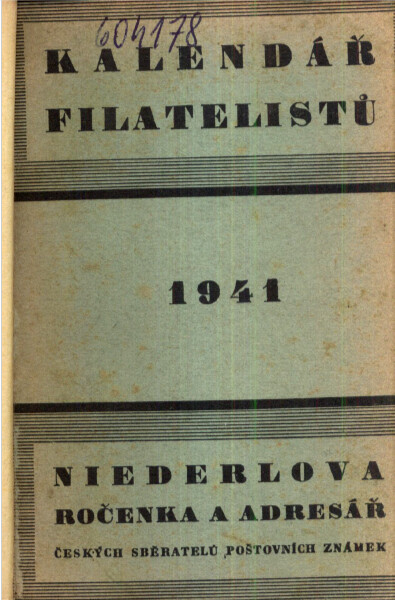 604178
KALENDÁŘ
FILATELISTŮ
1941
NIEDERLOVA
ROČENKA A ADRESÁŘ
ČESKÝCH SBĚRATELŮ POŠTOVNÍCH ZNÁMEK